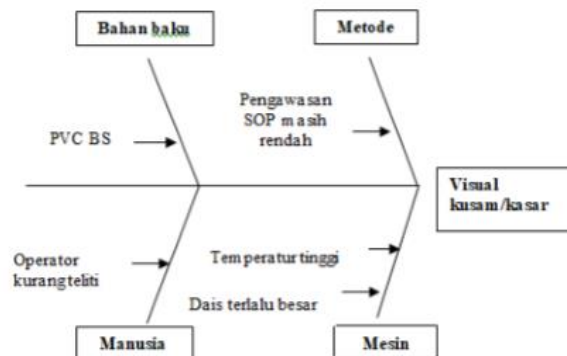 Bahan baku
Metode
Pengawasan
SOP masih
rendah
PVC BS
Visual
kusam/kasar
Operator
kurang teliti
Temperatur tinggi
Dais terlalu besar
Manusia
Mesin